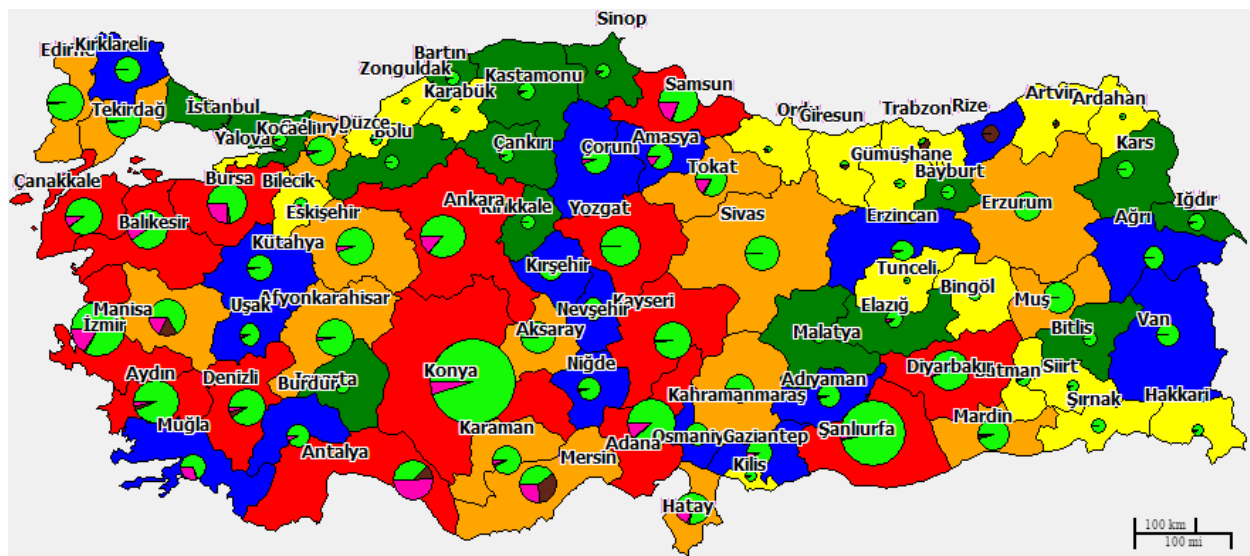 Sinop
Edirne
Kırklareli
Bartın
Zonguldak
Kastamonu
Samsun
Karabük
Tekirdağ
İstanbul
Ordu
Giresun
Trabzon
Rize
Artvin
Ardahan
Yalova
Düzce
Bolu
Çankırı
Çorum
Amasya
Tokat
Gümüşhane
Bayburt
Kars
Çanakkale
Bursa
Bilecik
Balıkesir
Eskişehir
Ankara
Kırıkkale
Yozgat
Sivas
Erzincan
Erzurum
Ağrı
Iğdır
Kütahya
Kırşehir
Tunceli
Bingöl
Manisa
Uşak
Afyonkarahisar
Aksaray
Nevşehir
Kayseri
Elazığ
Muş
İzmir
Malatya
Bitlis
Van
Aydın
Denizli
Burdur
Konya
Niğde
Adıyaman
Diyarbakır
Siirt
Kahramanmaraş
Şırnak
Hakkari
Muğla
Antalya
Karaman
Mersin
Adana
Gaziantep
Şanlıurfa
Mardin
Kilis
Hatay
100 km
100 mi